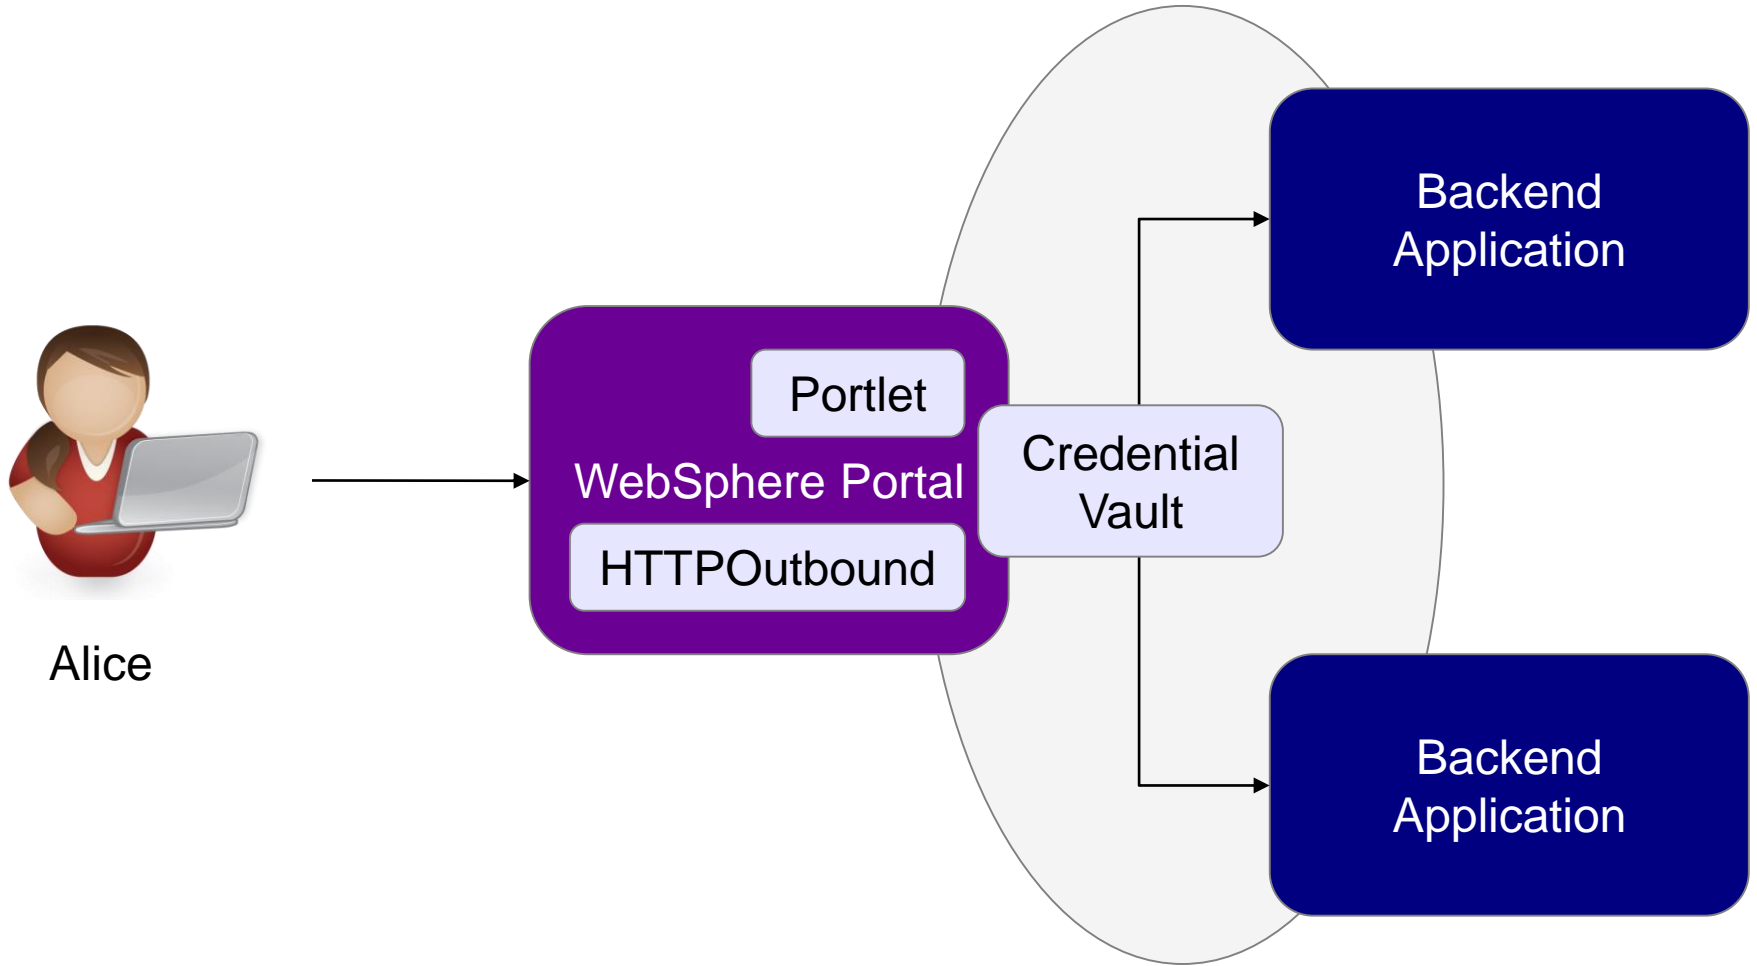 Backend
Application
Portlet
WebSphere Portal
HTTPOutbound
Credential
Vault
Alice
Backend
Application